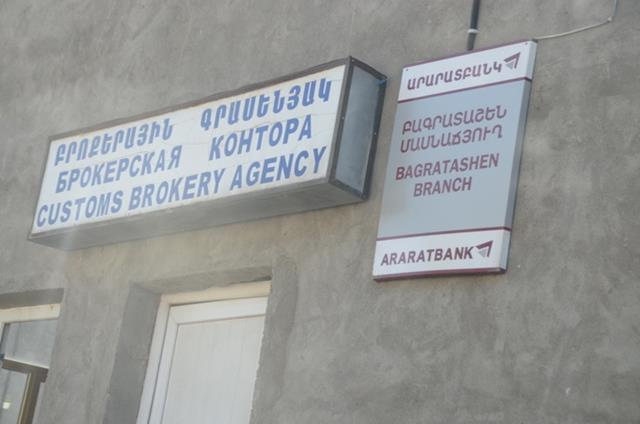 ԲՐՈՔԵՐԱՅԻՆ ԳՐԱՍԵՆՅԱԿ
БРОКЕРСКАЯ КОНТОРА
CUSTOMS BROKERY AGENCY
ԱՐԱՐԱՏԲԱՆԿ
ԲԱԳՐԱՏԱՇԵՆ
ՄԱՍՆԱՃՅՈՒՂ
BAGRATASHEN
BRANCH
ARARATBANK